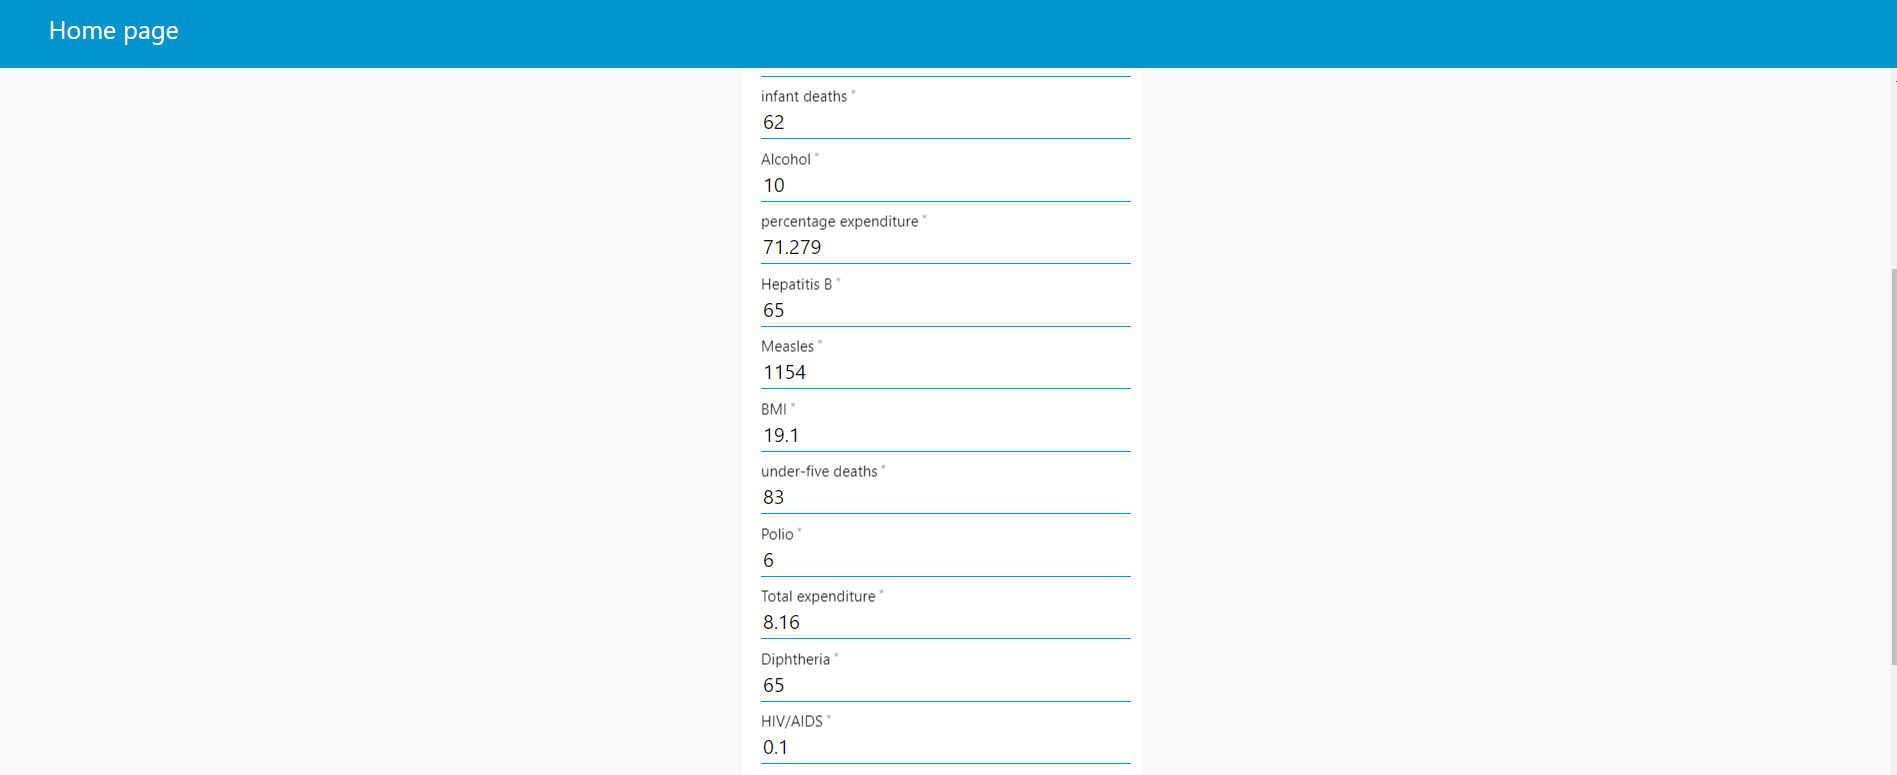 Home page
infant deaths *
62
Alcohol *
10
percentage expenditure *
71.279
Hepatitis B *
65
Measles *
1154
BMI *
19.1
under-five deaths *
83
Polio *
6
Total expenditure *
8.16
Diphtheria *
65
HIV/AIDS *
0.1